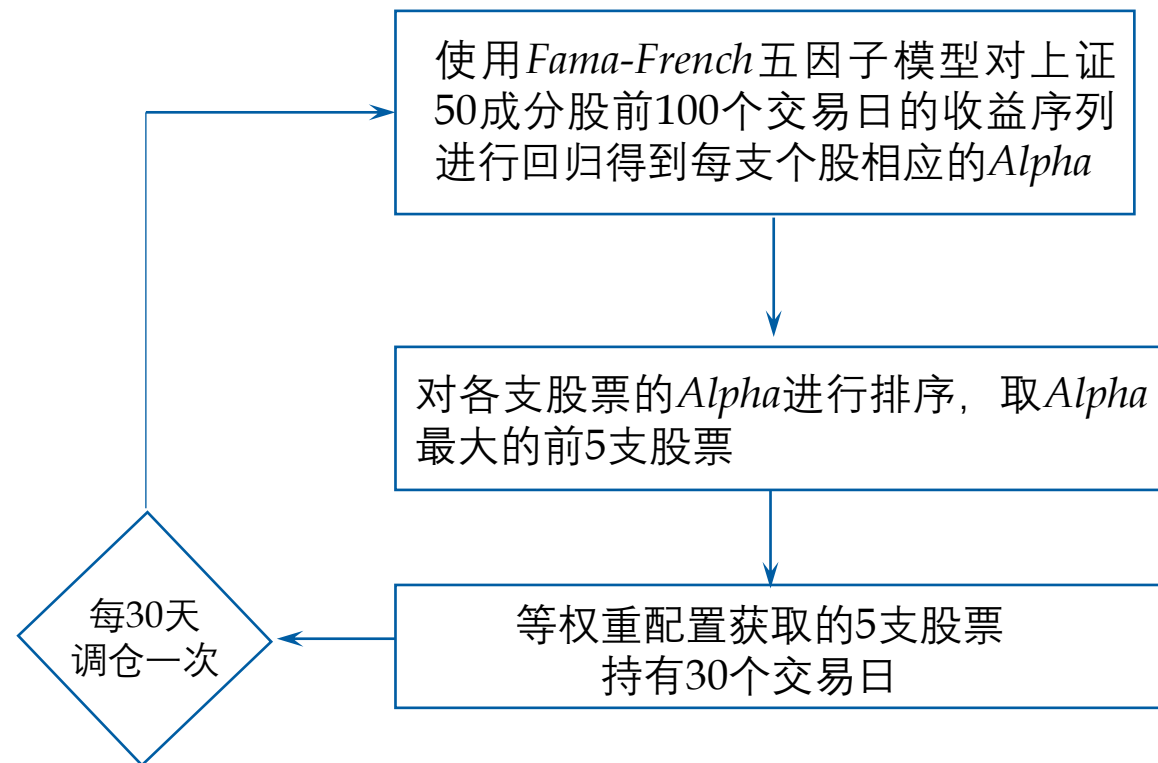 使用Fama-French五因子模型对上证
50成分股前100个交易日的收益序列
进行回归得到每支个股相应的Alpha
对各支股票的Alpha进行排序，取Alpha
最大的前5支股票
等权重配置获取的5支股票
持有30个交易日
每30天
调仓一次